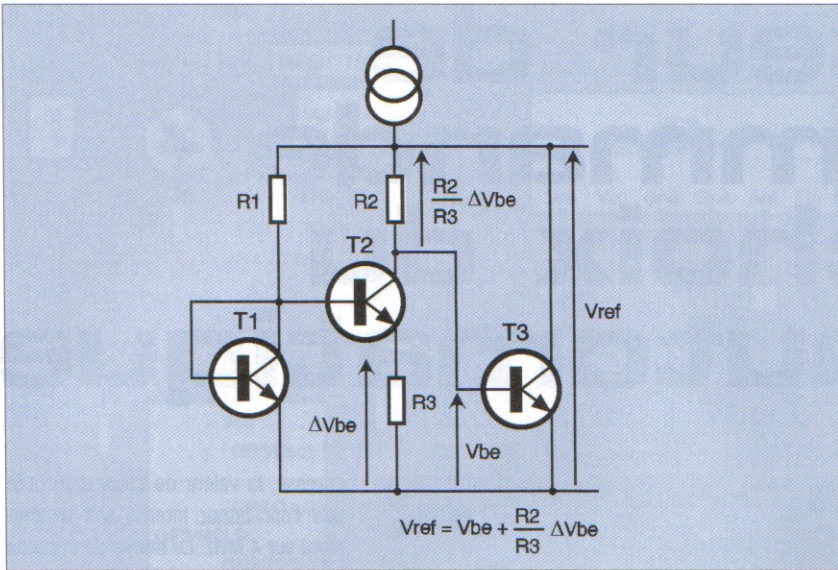 R1
R2
R2
R3
ΔVbe
T2
Vref
T1
T3
R3
ΔVbe
Vbe
Vref = Vbe + R2/R3 ΔVbe